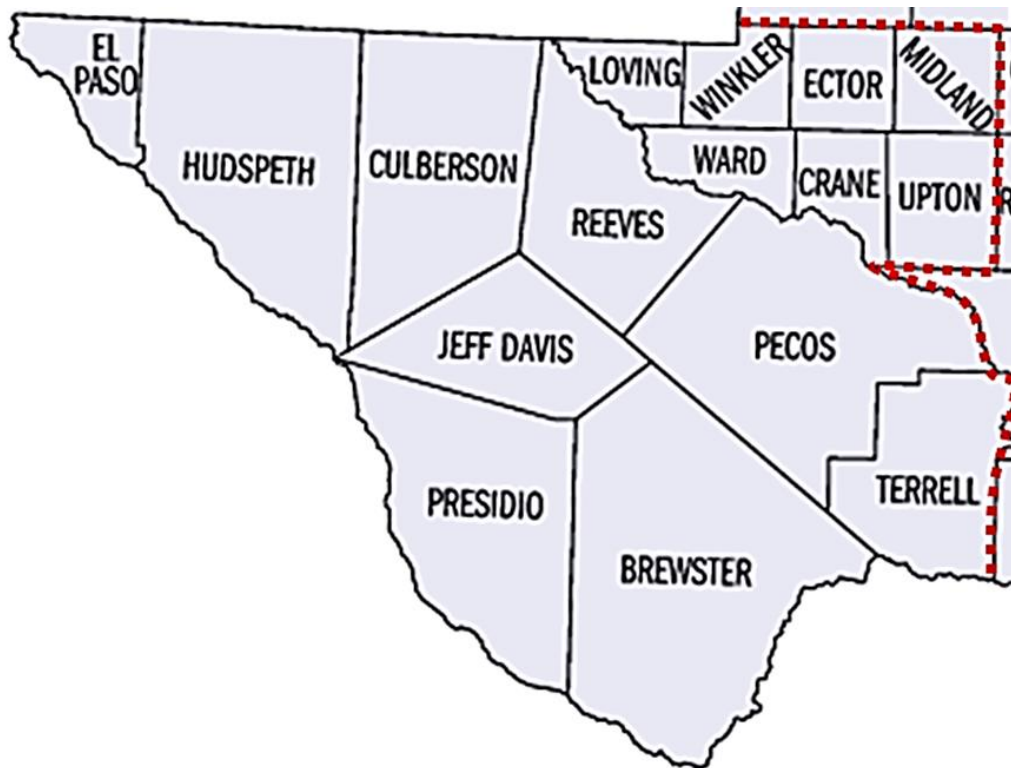 EL
PASO
HUDSPETH
CULBERSON
LOVING
WINKLER
ECTOR
MIDLAND
REEVES
WARD
CRANE
UPTON
R
JEFF DAVIS
PECOS
PRESIDIO
BREWSTER
TERRELL